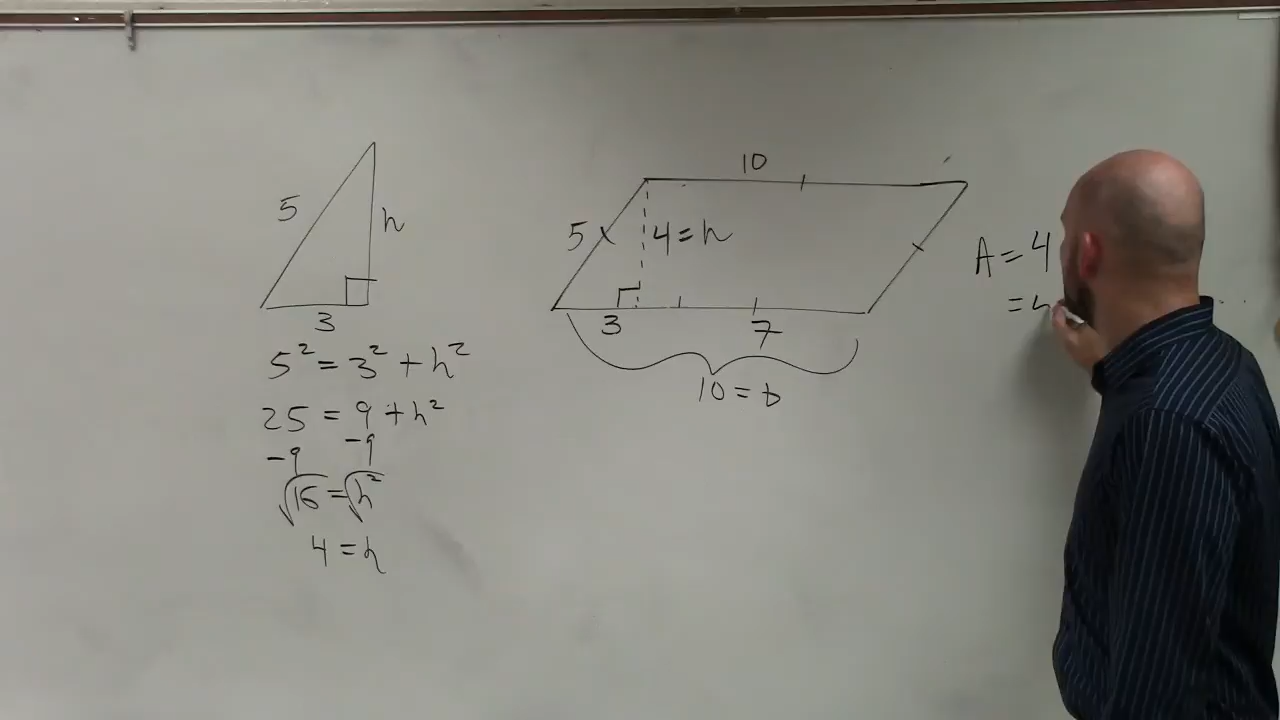 5
h
3
5² = 3² + h²
25 = 9 + h²
-9 -9
√16 = √h²
4 = h
10
5
4 = h
3
7
10 = b
A = 4
= 4